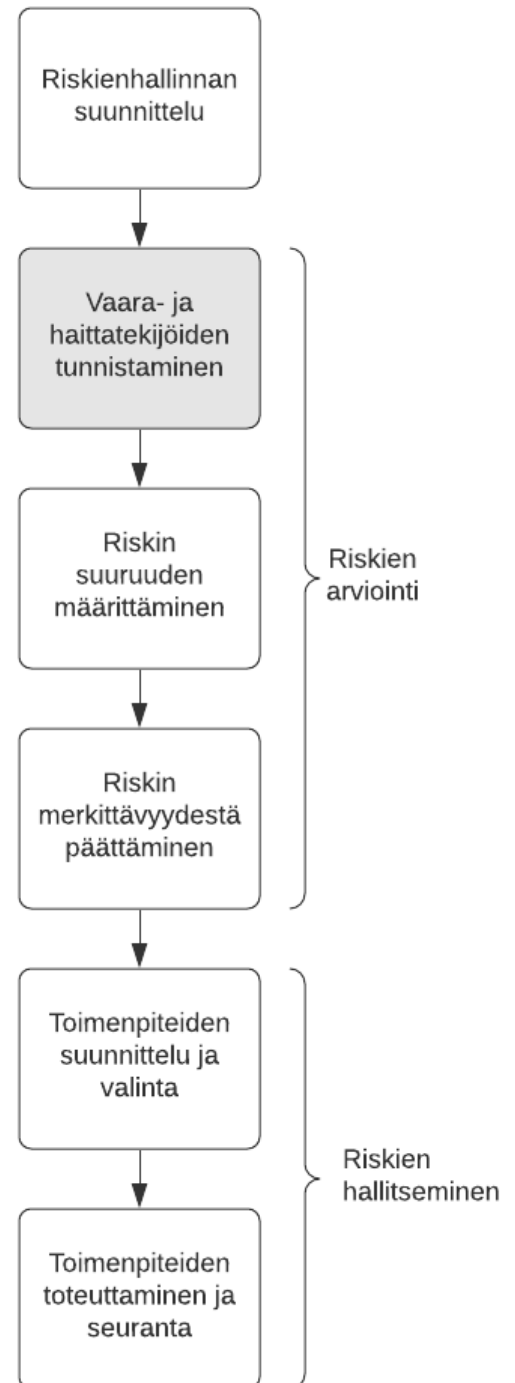 Riskienhallinnan
suunnittelu
Vaara- ja
haittatekijöiden
tunnistaminen
Riskin
suuruuden
määrittäminen
Riskien
arviointi
Riskin
merkittävyydestä
päättäminen
Toimenpiteiden
suunnittelu ja
valinta
Riskien
hallitseminen
Toimenpiteiden
toteuttaminen ja
seuranta